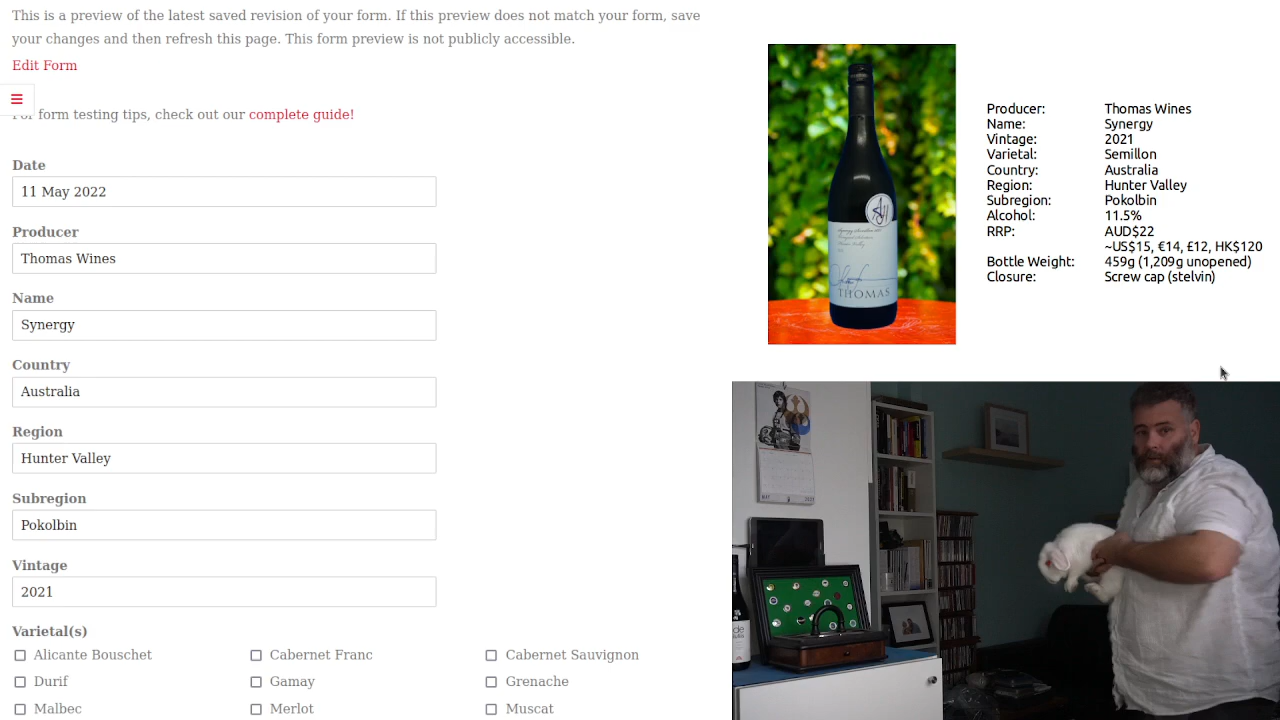 This is a preview of the latest saved revision of your form. If this preview does not match your form, save
your changes and then refresh this page. This form preview is not publicly accessible.
Edit Form
For form testing tips, check out our complete guide!
Date
11 May 2022
Producer
Thomas Wines
Name
Synergy
Country
Australia
Region
Hunter Valley
Subregion
Pokolbin
Vintage
2021
Varietal(s)
Alicante Bouschet Cabernet Franc Cabernet Sauvignon
Durif Gamay Grenache
Malbec Merlot Muscat
THOMAS
Producer: Thomas Wines
Name: Synergy
Vintage: 2021
Varietal: Semillon
Country: Australia
Region: Hunter Valley
Subregion: Pokolbin
Alcohol: 11.5%
RRP: AUD$22
~US$15, €14, £12, HK$120
Bottle Weight: 459g (1,209g unopened)
Closure: Screw cap (stelvin)